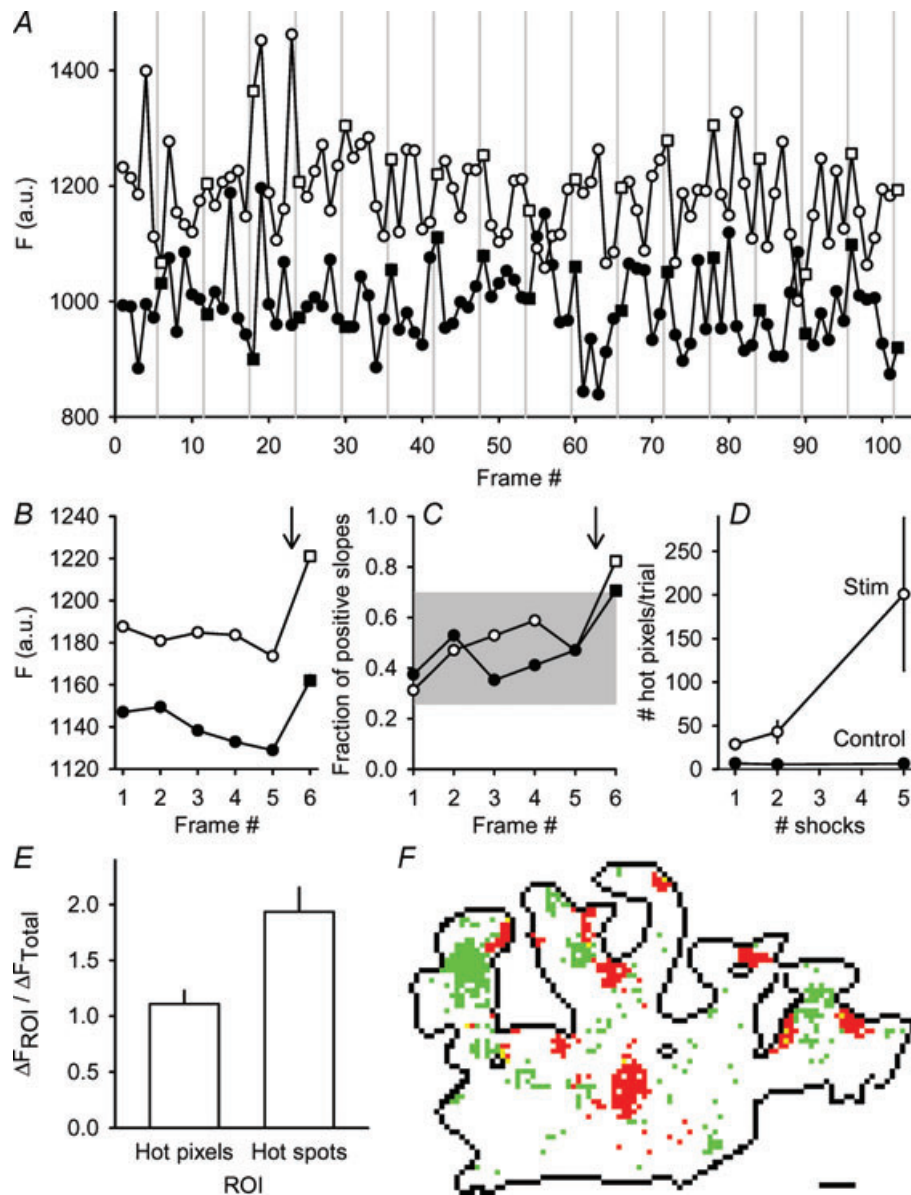 A
F (a.u.)
1400
1200
1000
800
0 10 20 30 40 50 60 70 80 90 100
Frame #
B
F (a.u.)
1240
1220
1200
1180
1160
1140
1120
1 2 3 4 5 6
Frame #
C
Fraction of positive slopes
1.0
0.8
0.6
0.4
0.2
0.0
1 2 3 4 5 6
Frame #
D
# hot pixels/trial
250
200
150
100
50
0
Stim
Control
1 2 3 4 5
# shocks
E
ΔF_ROI / ΔF_Total
2.0
1.5
1.0
0.5
0.0
Hot pixels Hot spots
ROI
F